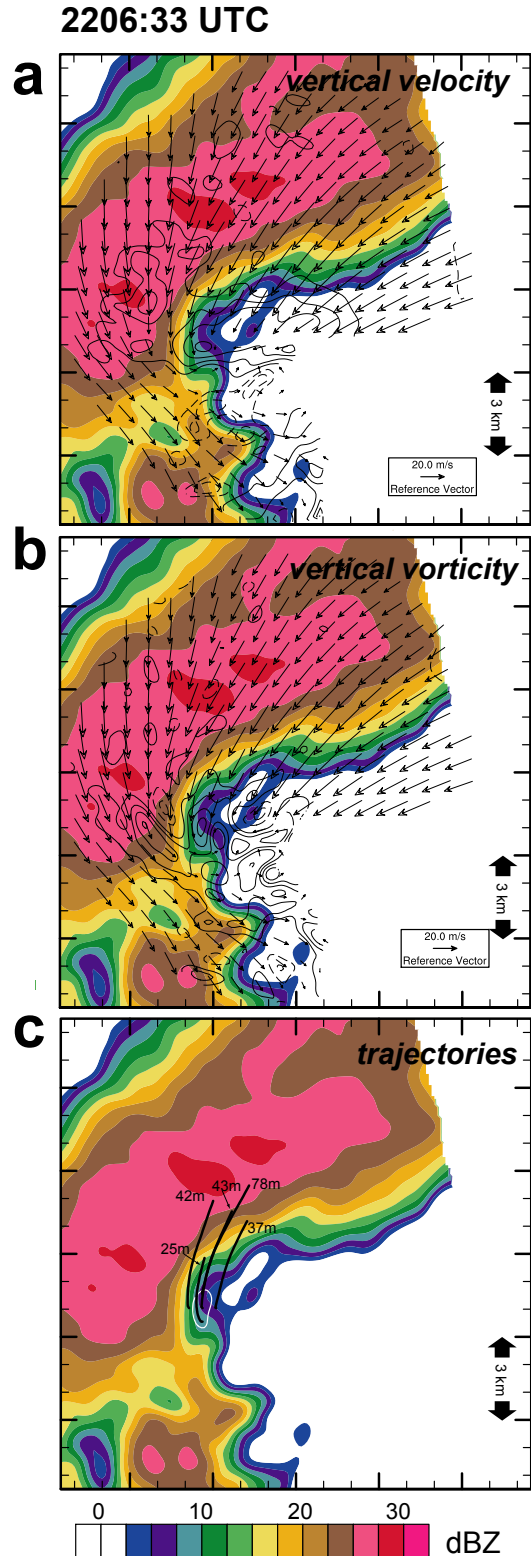 2206:33 UTC
a
vertical velocity
3 km
20.0 m/s
Reference Vector
b
vertical vorticity
3 km
20.0 m/s
Reference Vector
c
trajectories
43m
78m
42m
37m
25m
3 km
0 10 20 30
dBZ